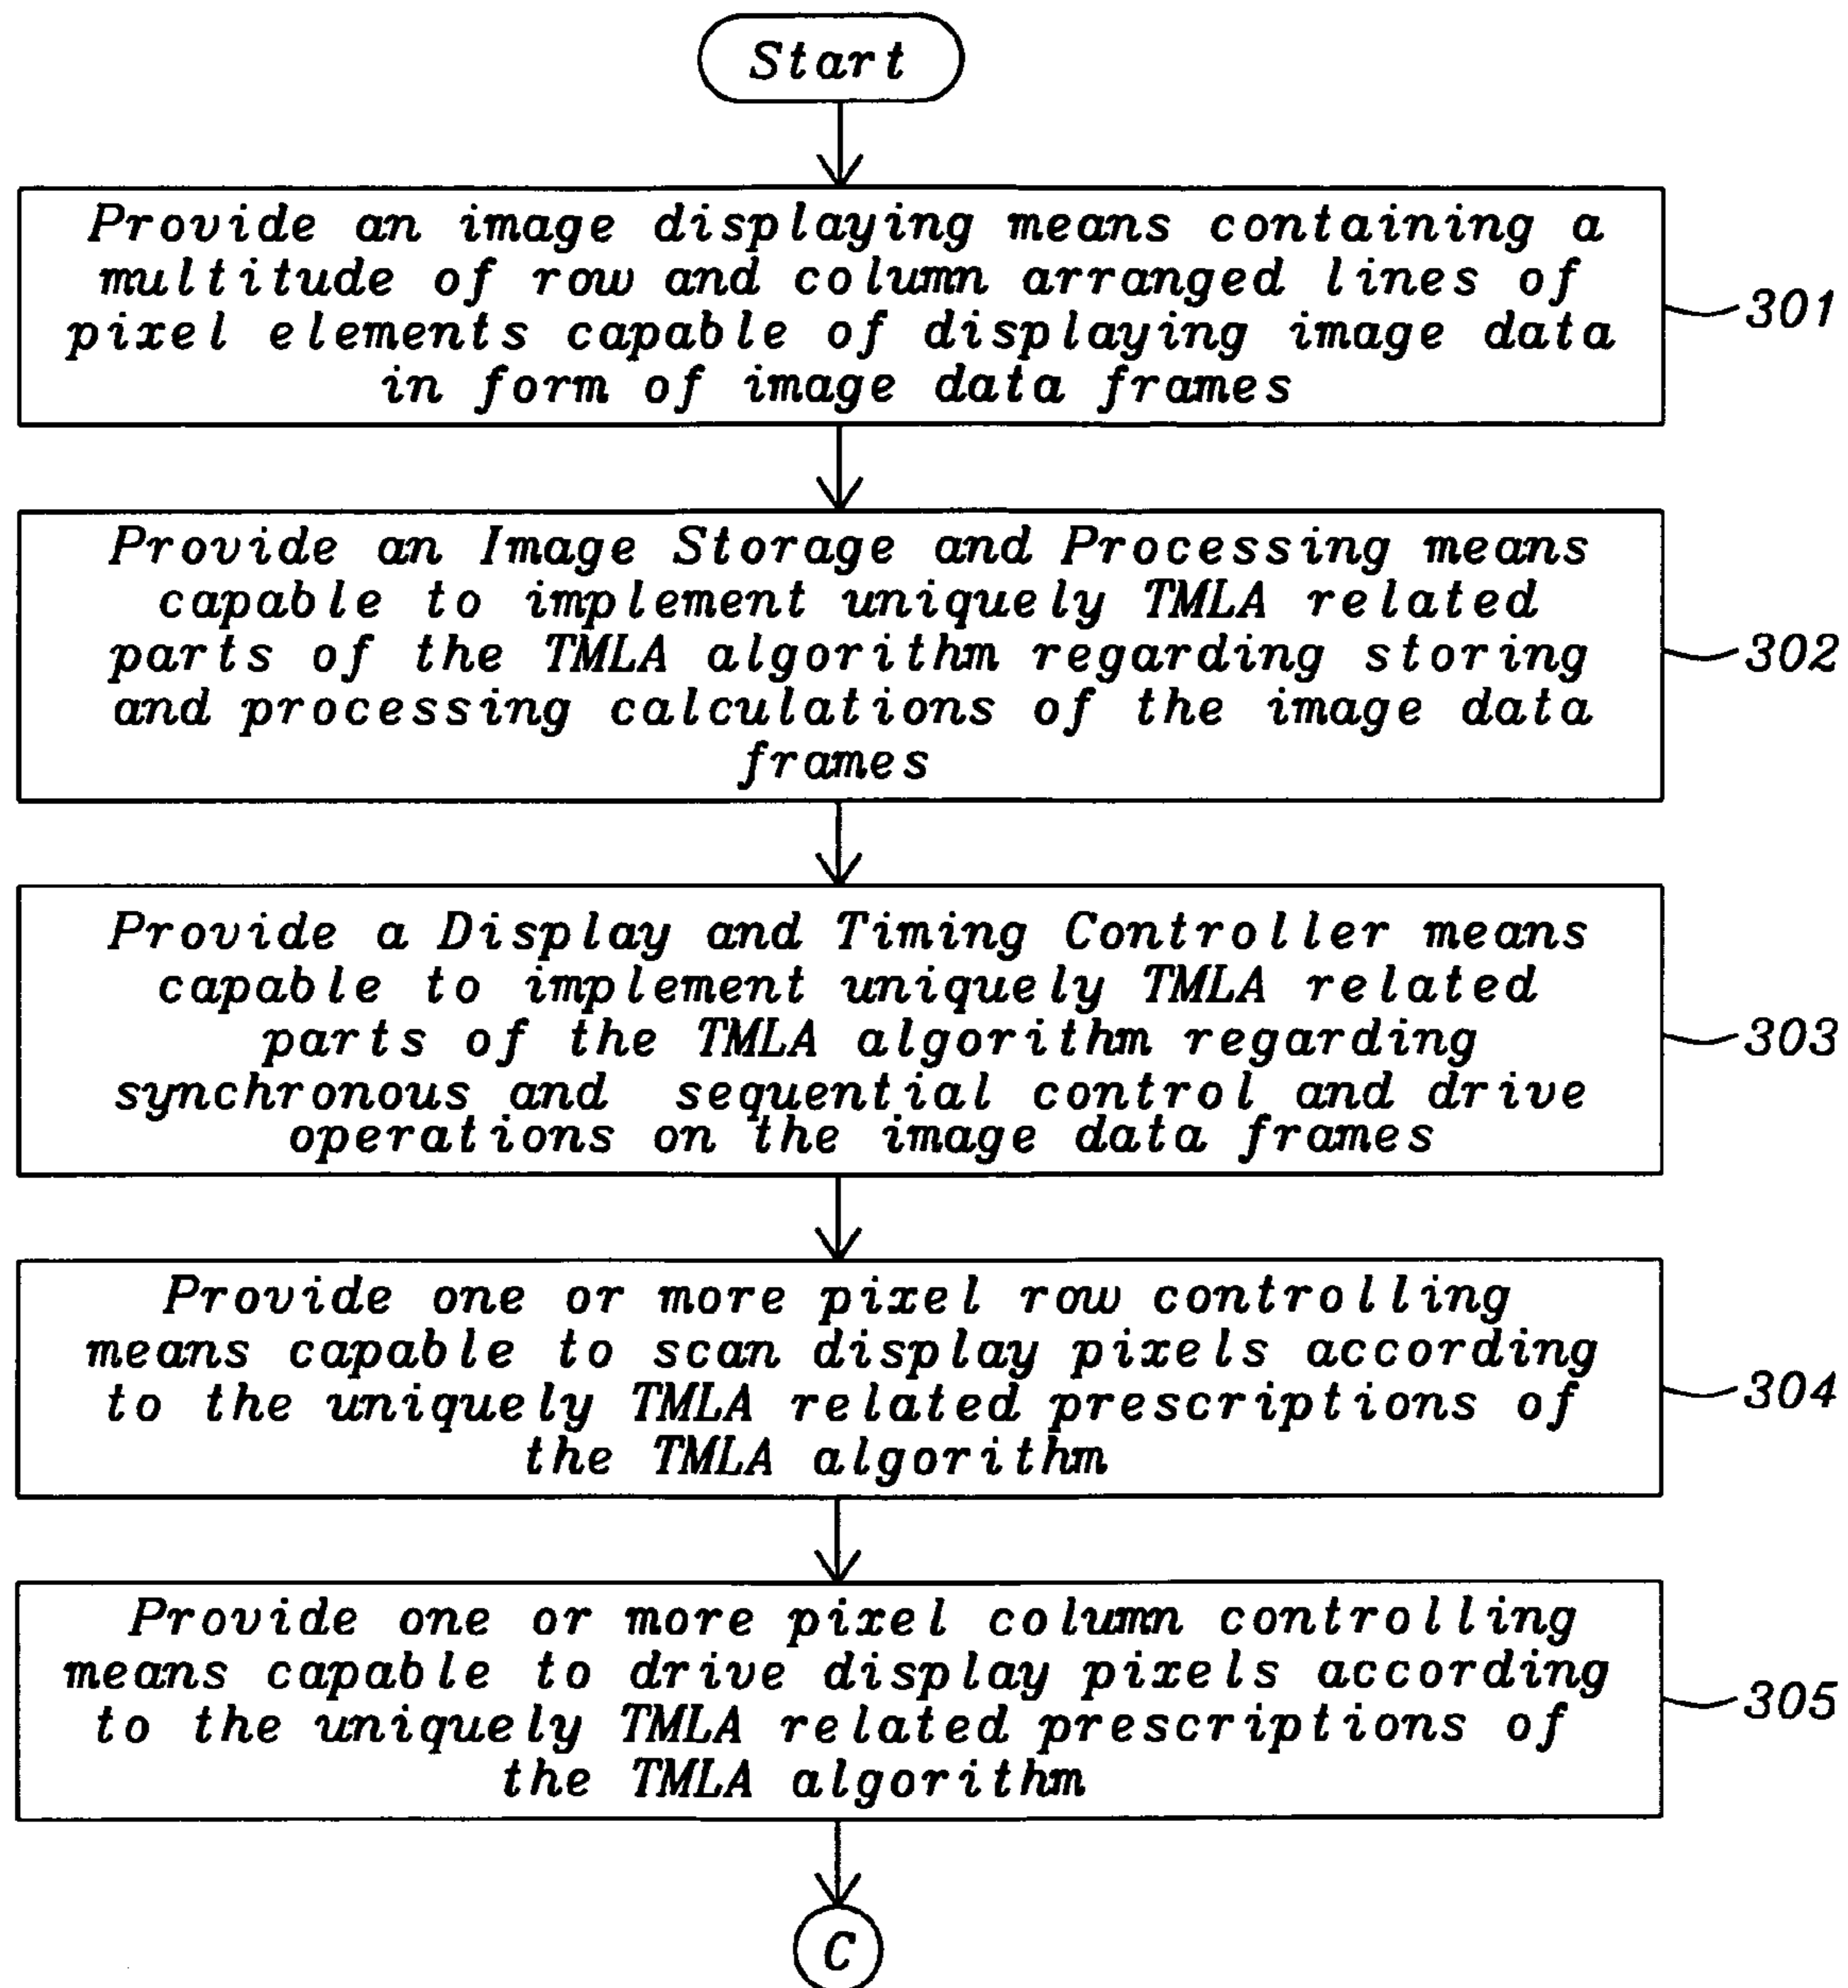 Start
Provide an image displaying means containing a
multitude of row and column arranged lines of
pixel elements capable of displaying image data
in form of image data frames
301
Provide an Image Storage and Processing means
capable to implement uniquely TMLA related
parts of the TMLA algorithm regarding storing
and processing calculations of the image data
frames
302
Provide a Display and Timing Controller means
capable to implement uniquely TMLA related
parts of the TMLA algorithm regarding
synchronous and sequential control and drive
operations on the image data frames
303
Provide one or more pixel row controlling
means capable to scan display pixels according
to the uniquely TMLA related prescriptions of
the TMLA algorithm
304
Provide one or more pixel column controlling
means capable to drive display pixels according
to the uniquely TMLA related prescriptions of
the TMLA algorithm
305
C